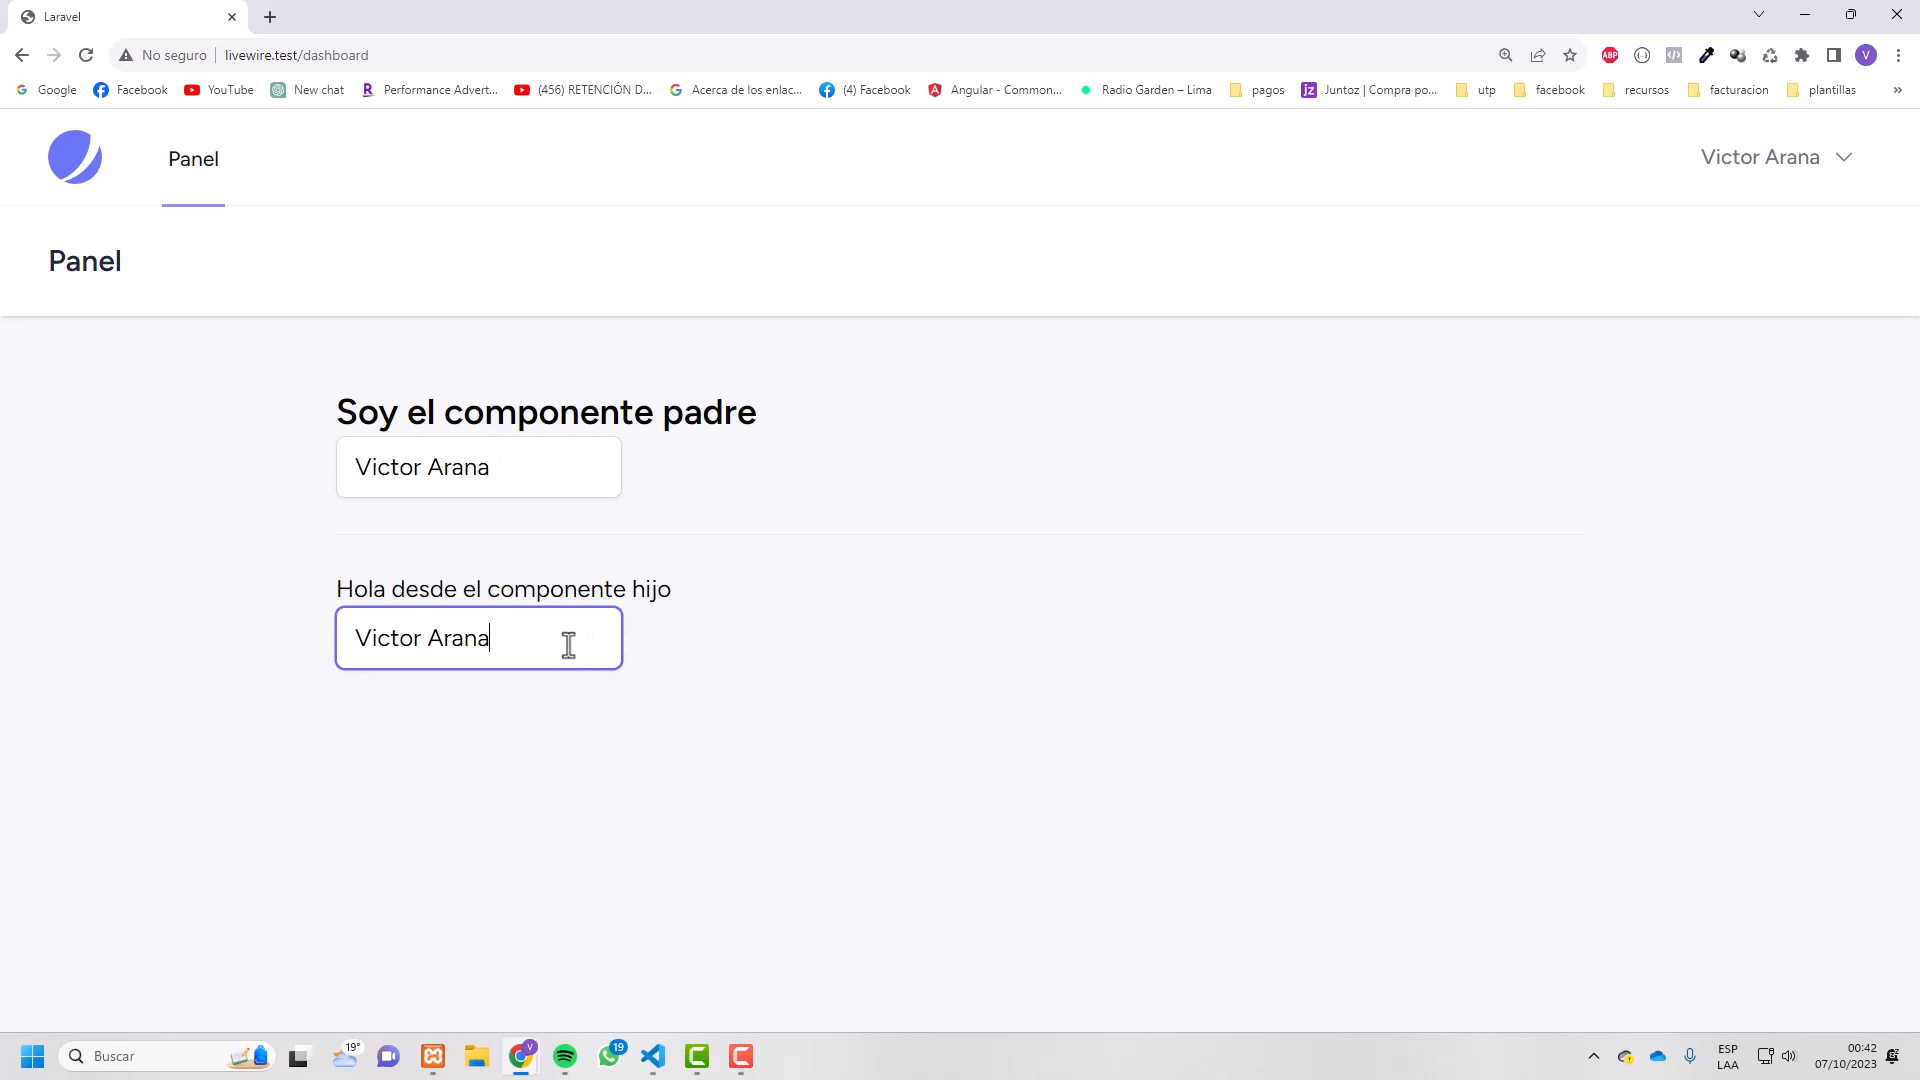 Laravel
No seguro
livewire.test/dashboard
ABP
V
Google
Facebook
YouTube
New chat
Performance Advert...
(456) RETENCIÓN D...
Acerca de los enlac...
(4) Facebook
Angular - Common...
Radio Garden – Lima
pagos
jz
Juntoz | Compra po...
utp
facebook
recursos
facturacion
plantillas
»
Panel
Victor Arana
Panel
Soy el componente padre
Victor Arana
Hola desde el componente hijo
Victor Arana
Buscar
19°
V
19
ESP
LAA
00:42
07/10/2023